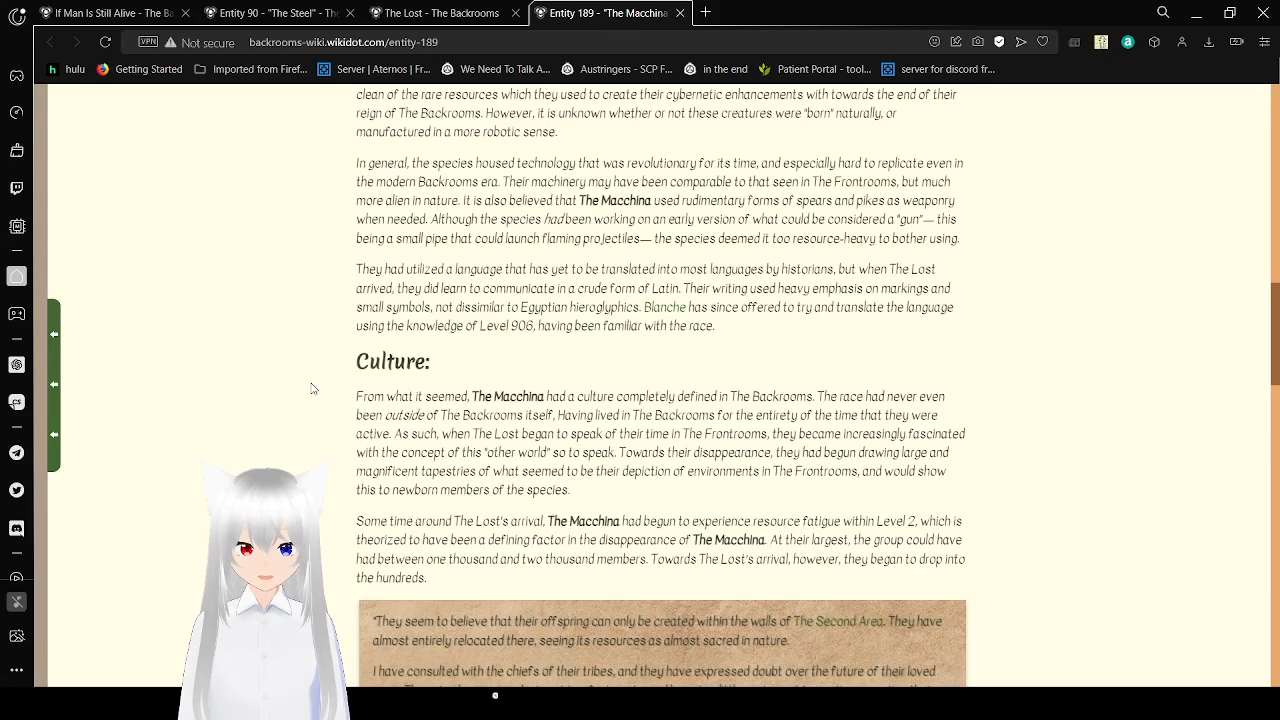 If Man Is Still Alive - The Ba
Entity 90 - "The Steel" - The
The Lost - The Backrooms
Entity 189 - "The Macchina
VPN
Not secure
backrooms-wiki.wikidot.com/entity-189
hulu
Getting Started
Imported from Firef...
Server | Aternos | Fr...
We Need To Talk A...
Austringers - SCP F...
in the end
Patient Portal - tool...
server for discord fr...
clean of the rare resources which they used to create their cybernetic enhancements with towards the end of their
reign of The Backrooms. However, it is unknown whether or not these creatures were "born" naturally, or
manufactured in a more robotic sense.
In general, the species housed technology that was revolutionary for its time, and especially hard to replicate even in
the modern Backrooms era. Their machinery may have been comparable to that seen in The Frontrooms, but much
more alien in nature. It is also believed that The Macchina used rudimentary forms of spears and pikes as weaponry
when needed. Although the species had been working on an early version of what could be considered a "gun"— this
being a small pipe that could launch flaming projectiles— the species deemed it too resource-heavy to bother using.
They had utilized a language that has yet to be translated into most languages by historians, but when The Lost
arrived, they did learn to communicate in a crude form of Latin. Their writing used heavy emphasis on markings and
small symbols, not dissimilar to Egyptian hieroglyphics. Blanche has since offered to try and translate the language
using the knowledge of Level 906, having been familiar with the race.
Culture:
From what it seemed, The Macchina had a culture completely defined in The Backrooms. The race had never even
been outside of The Backrooms itself, Having lived in The Backrooms for the entirety of the time that they were
active. As such, when The Lost began to speak of their time in The Frontrooms, they became increasingly fascinated
with the concept of this "other world" so to speak. Towards their disappearance, they had begun drawing large and
magnificent tapestries of what seemed to be their depiction of environments in The Frontrooms, and would show
this to newborn members of the species.
Some time around The Lost's arrival, The Macchina had begun to experience resource fatigue within Level 2, which is
theorized to have been a defining factor in the disappearance of The Macchina. At their largest, the group could have
had between one thousand and two thousand members. Towards The Lost's arrival, however, they began to drop into
the hundreds.
"They seem to believe that their offspring can only be created within the walls of The Second Area. They have
almost entirely relocated there, seeing its resources as almost sacred in nature.
I have consulted with the chiefs of their tribes, and they have expressed doubt over the future of their loved